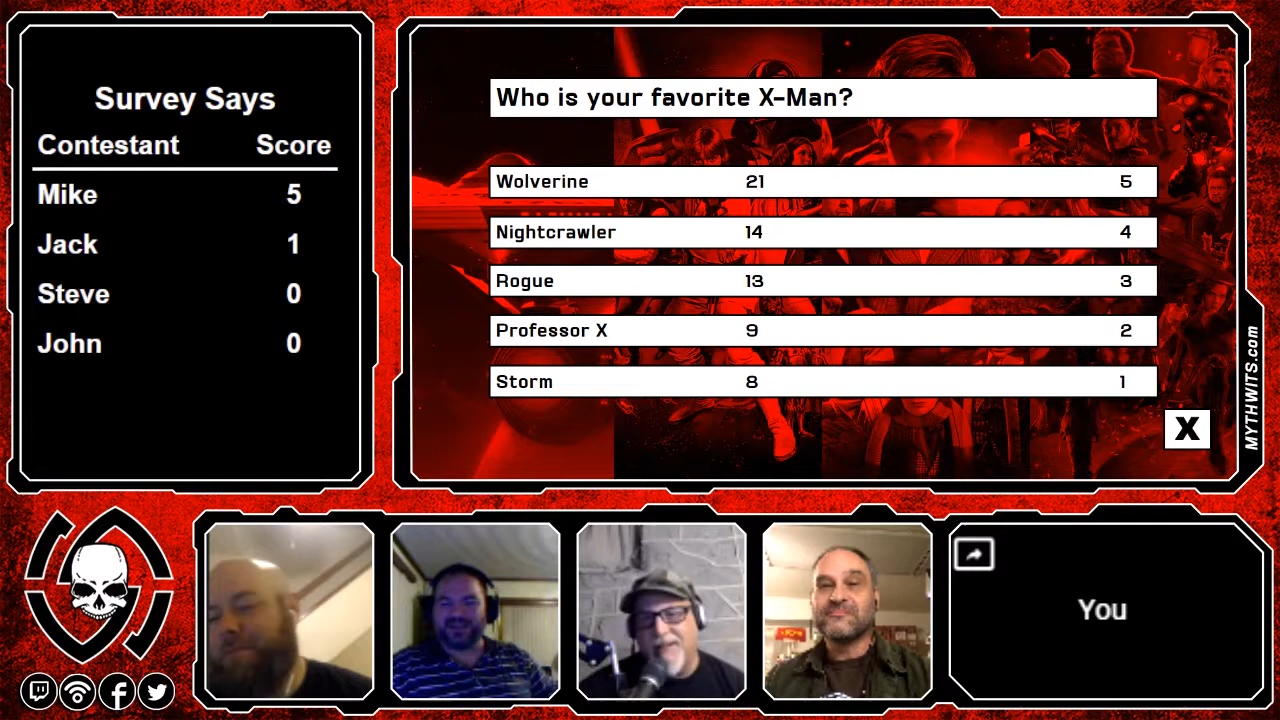 Survey Says
Contestant Score
Mike 5
Jack 1
Steve 0
John 0
Who is your favorite X-Man?
Wolverine 21 5
Nightcrawler 14 4
Rogue 13 3
Professor X 9 2
Storm 8 1
X
MYTHWITS.com
You